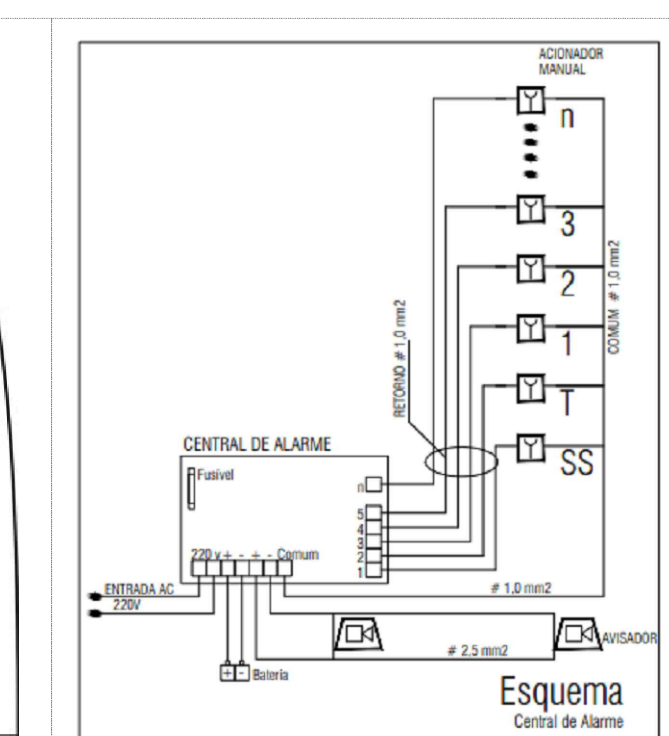 ACIONADOR
MANUAL
n
3
2
1
T
SS
COMUM # 1,0 mm2
RETORNO # 1,0 mm2
CENTRAL DE ALARME
Fusível
n
5
4
3
2
1
220 v + - + - Comum
ENTRADA AC
220V
# 1,0 mm2
AVISADOR
# 2,5 mm2
+ - Bateria
Esquema
Central de Alarme